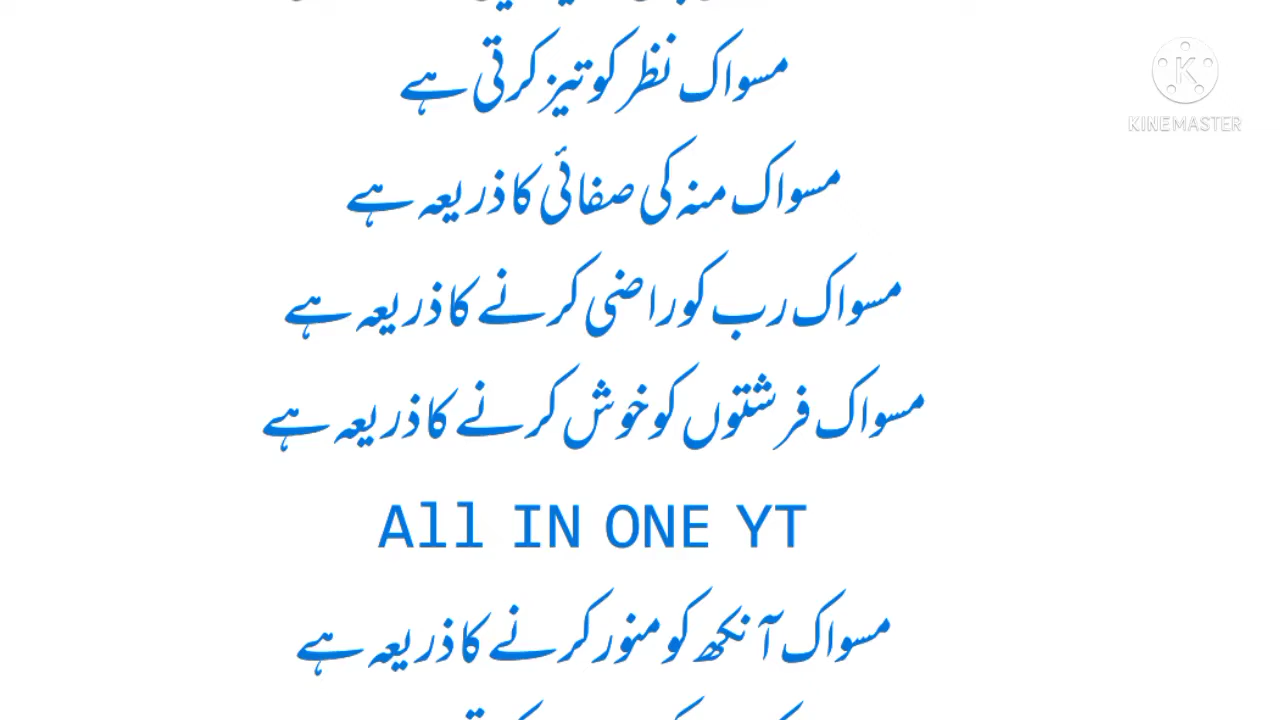 مسواک نظر کو تیز کرتی ہے
KINEMASTER
مسواک منہ کی صفائی کا ذریعہ ہے
مسواک رب کو راضی کرنے کا ذریعہ ہے
مسواک فرشتوں کو خوش کرنے کا ذریعہ ہے
All IN ONE YT
مسواک آنکھ کو منور کرنے کا ذریعہ ہے